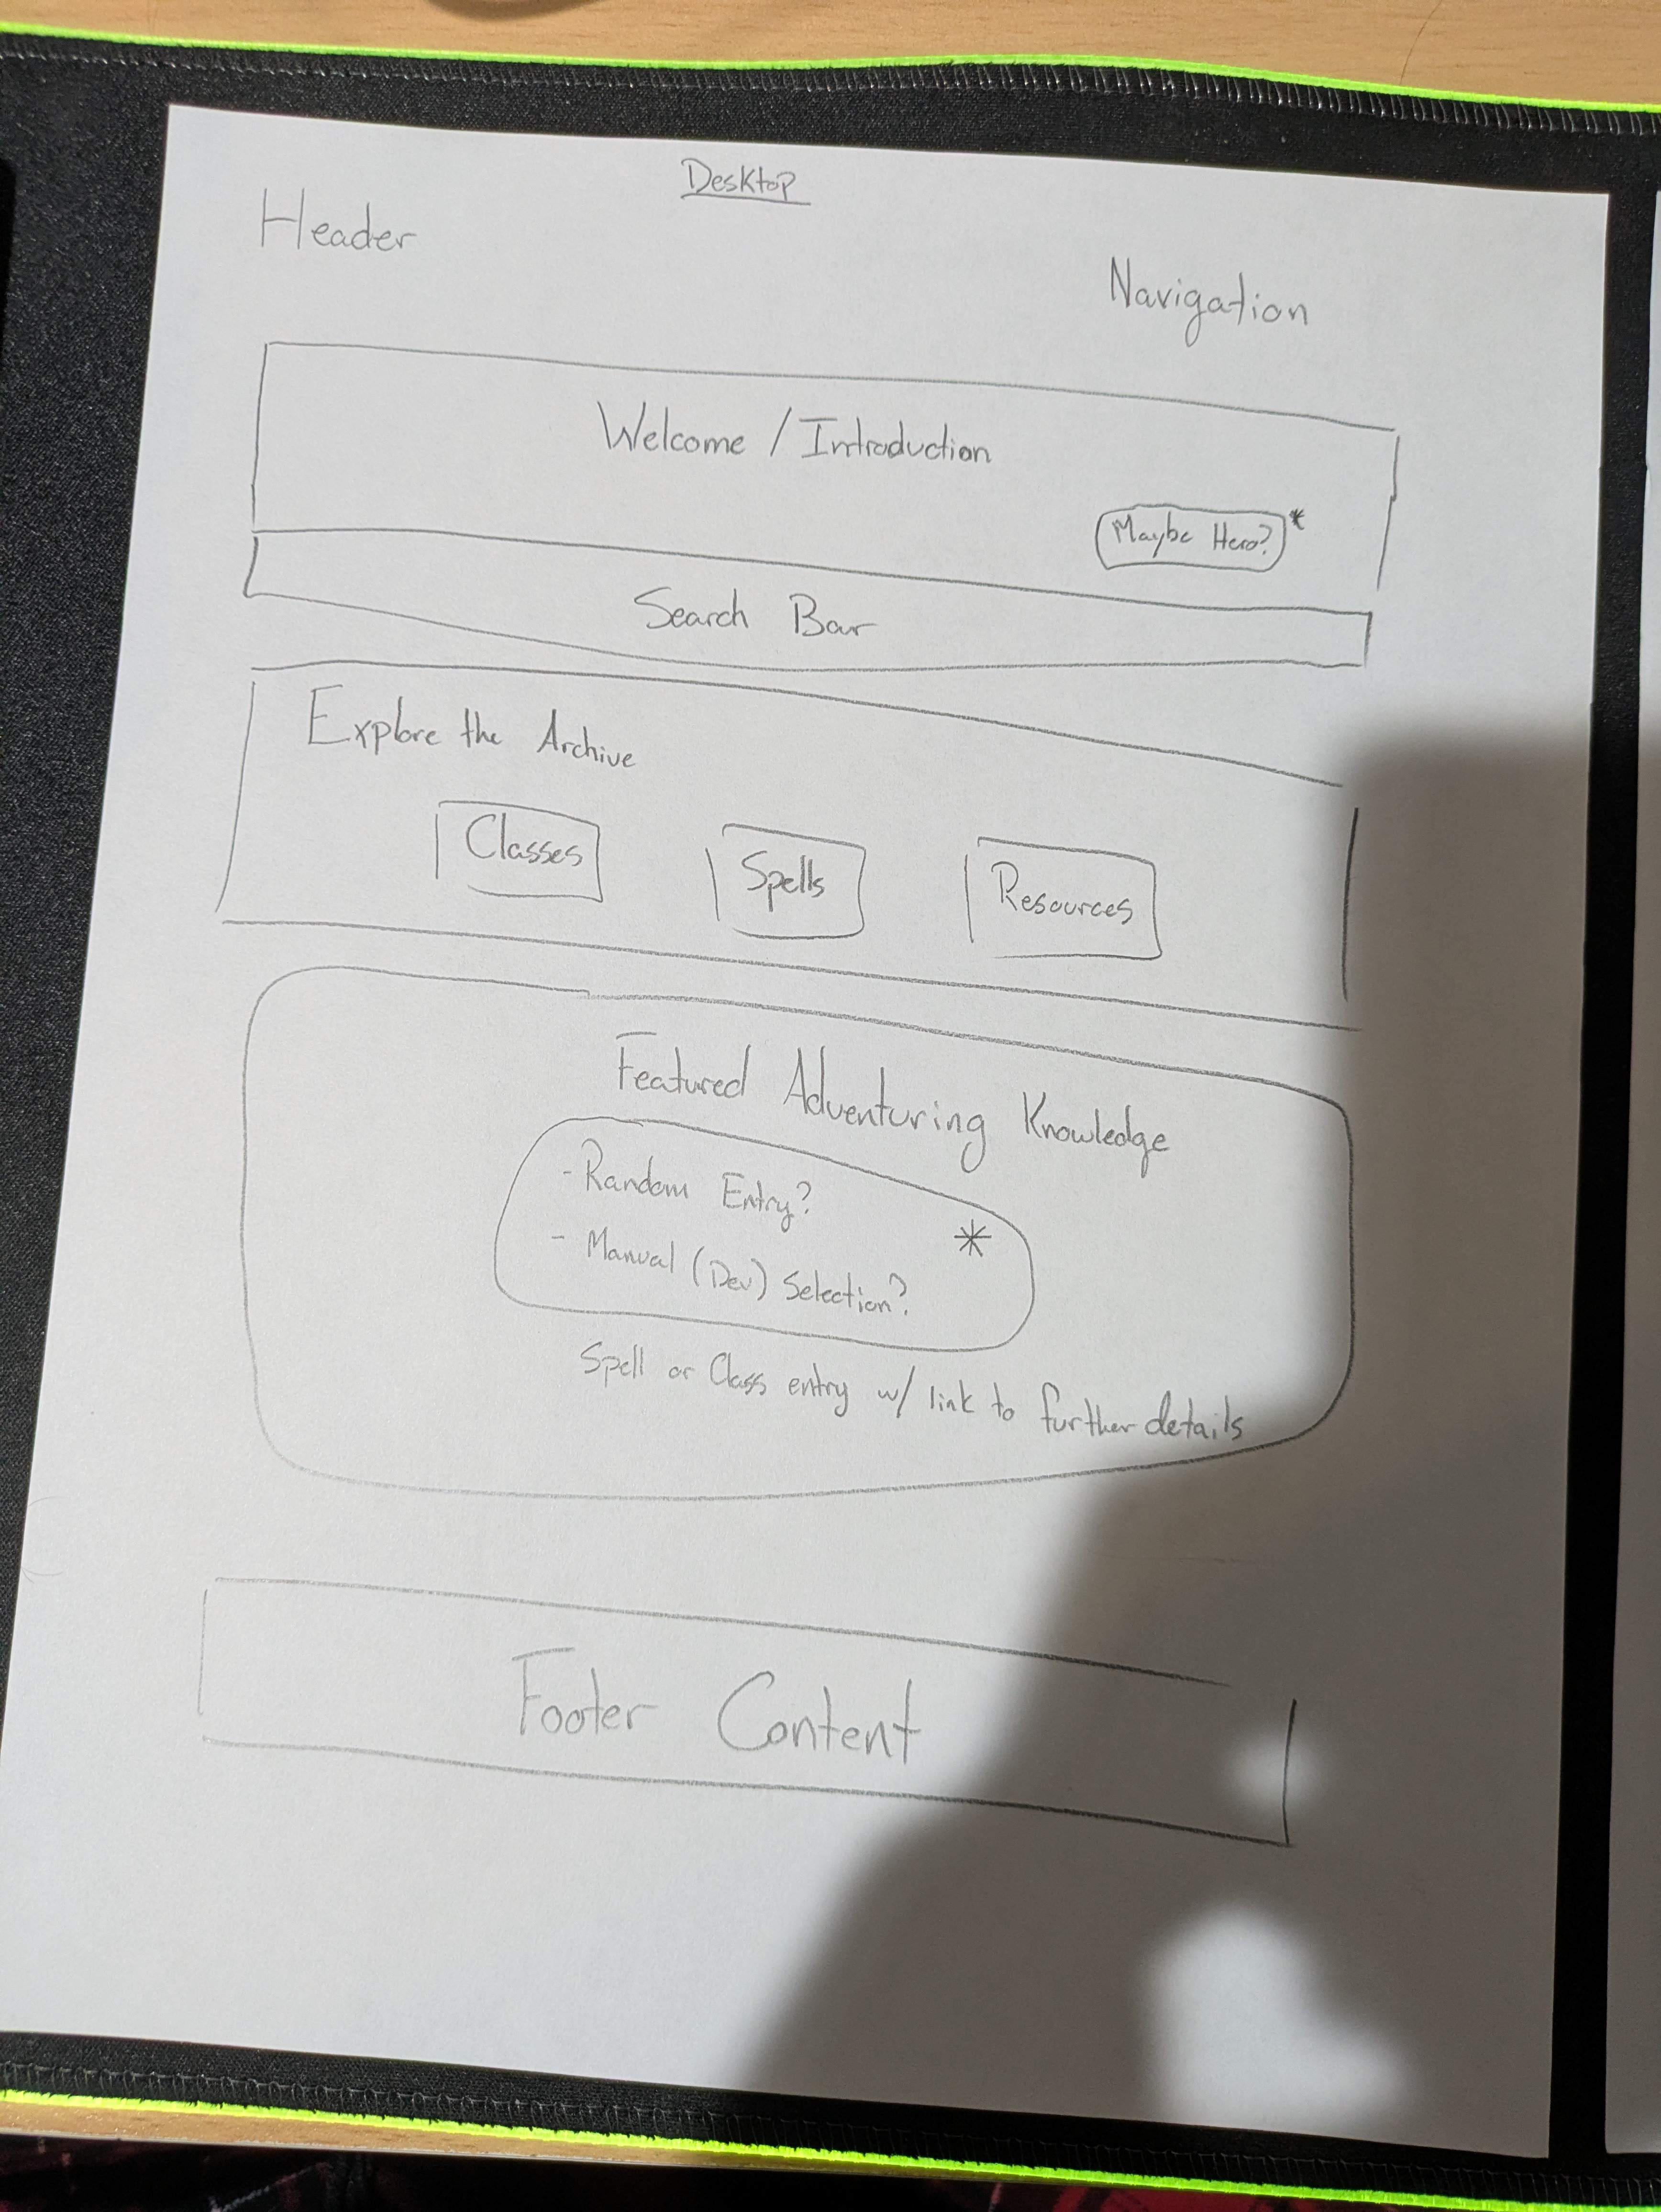 Desktop
Header
Navigation
Welcome / Introduction
Maybe Hero? *
Search Bar
Explore the Archive
Classes
Spells
Resources
Featured Adventuring Knowledge
- Random Entry?
*
- Manual (Dev) Selection?
Spell or Class entry w/ link to further details
Footer Content